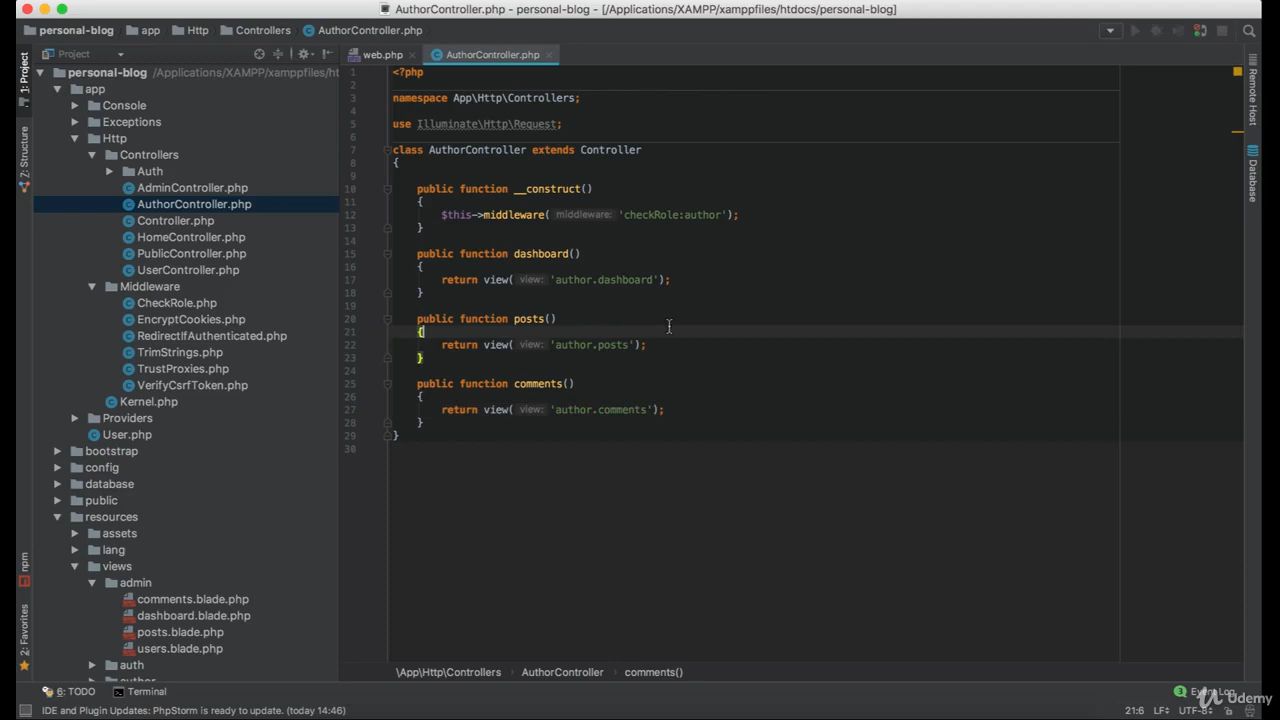 AuthorController.php - personal-blog - [/Applications/XAMPP/xamppfiles/htdocs/personal-blog]
personal-blog app Http Controllers AuthorController.php
Project
web.php
AuthorController.php
1: Project
Z: Structure
npm
2: Favorites
personal-blog /Applications/XAMPP/xamppfiles/ht
app
Console
Exceptions
Http
Controllers
Auth
AdminController.php
AuthorController.php
Controller.php
HomeController.php
PublicController.php
UserController.php
Middleware
CheckRole.php
EncryptCookies.php
RedirectIfAuthenticated.php
TrimStrings.php
TrustProxies.php
VerifyCsrfToken.php
Kernel.php
Providers
User.php
bootstrap
config
database
public
resources
assets
lang
views
admin
comments.blade.php
dashboard.blade.php
posts.blade.php
users.blade.php
auth
author
1 <?php
2
3 namespace App\Http\Controllers;
4
5 use Illuminate\Http\Request;
6
7 class AuthorController extends Controller
8 {
9
10 public function __construct()
11 {
12 $this->middleware( middleware: 'checkRole:author');
13 }
14
15 public function dashboard()
16 {
17 return view( view: 'author.dashboard');
18 }
19
20 public function posts()
21 {
22 return view( view: 'author.posts');
23 }
24
25 public function comments()
26 {
27 return view( view: 'author.comments');
28 }
29 }
30
Remote Host
Database
\App\Http\Controllers AuthorController comments()
6: TODO
Terminal
3 Event Log
Udemy
IDE and Plugin Updates: PhpStorm is ready to update. (today 14:46)
21:6 LF UTF-8